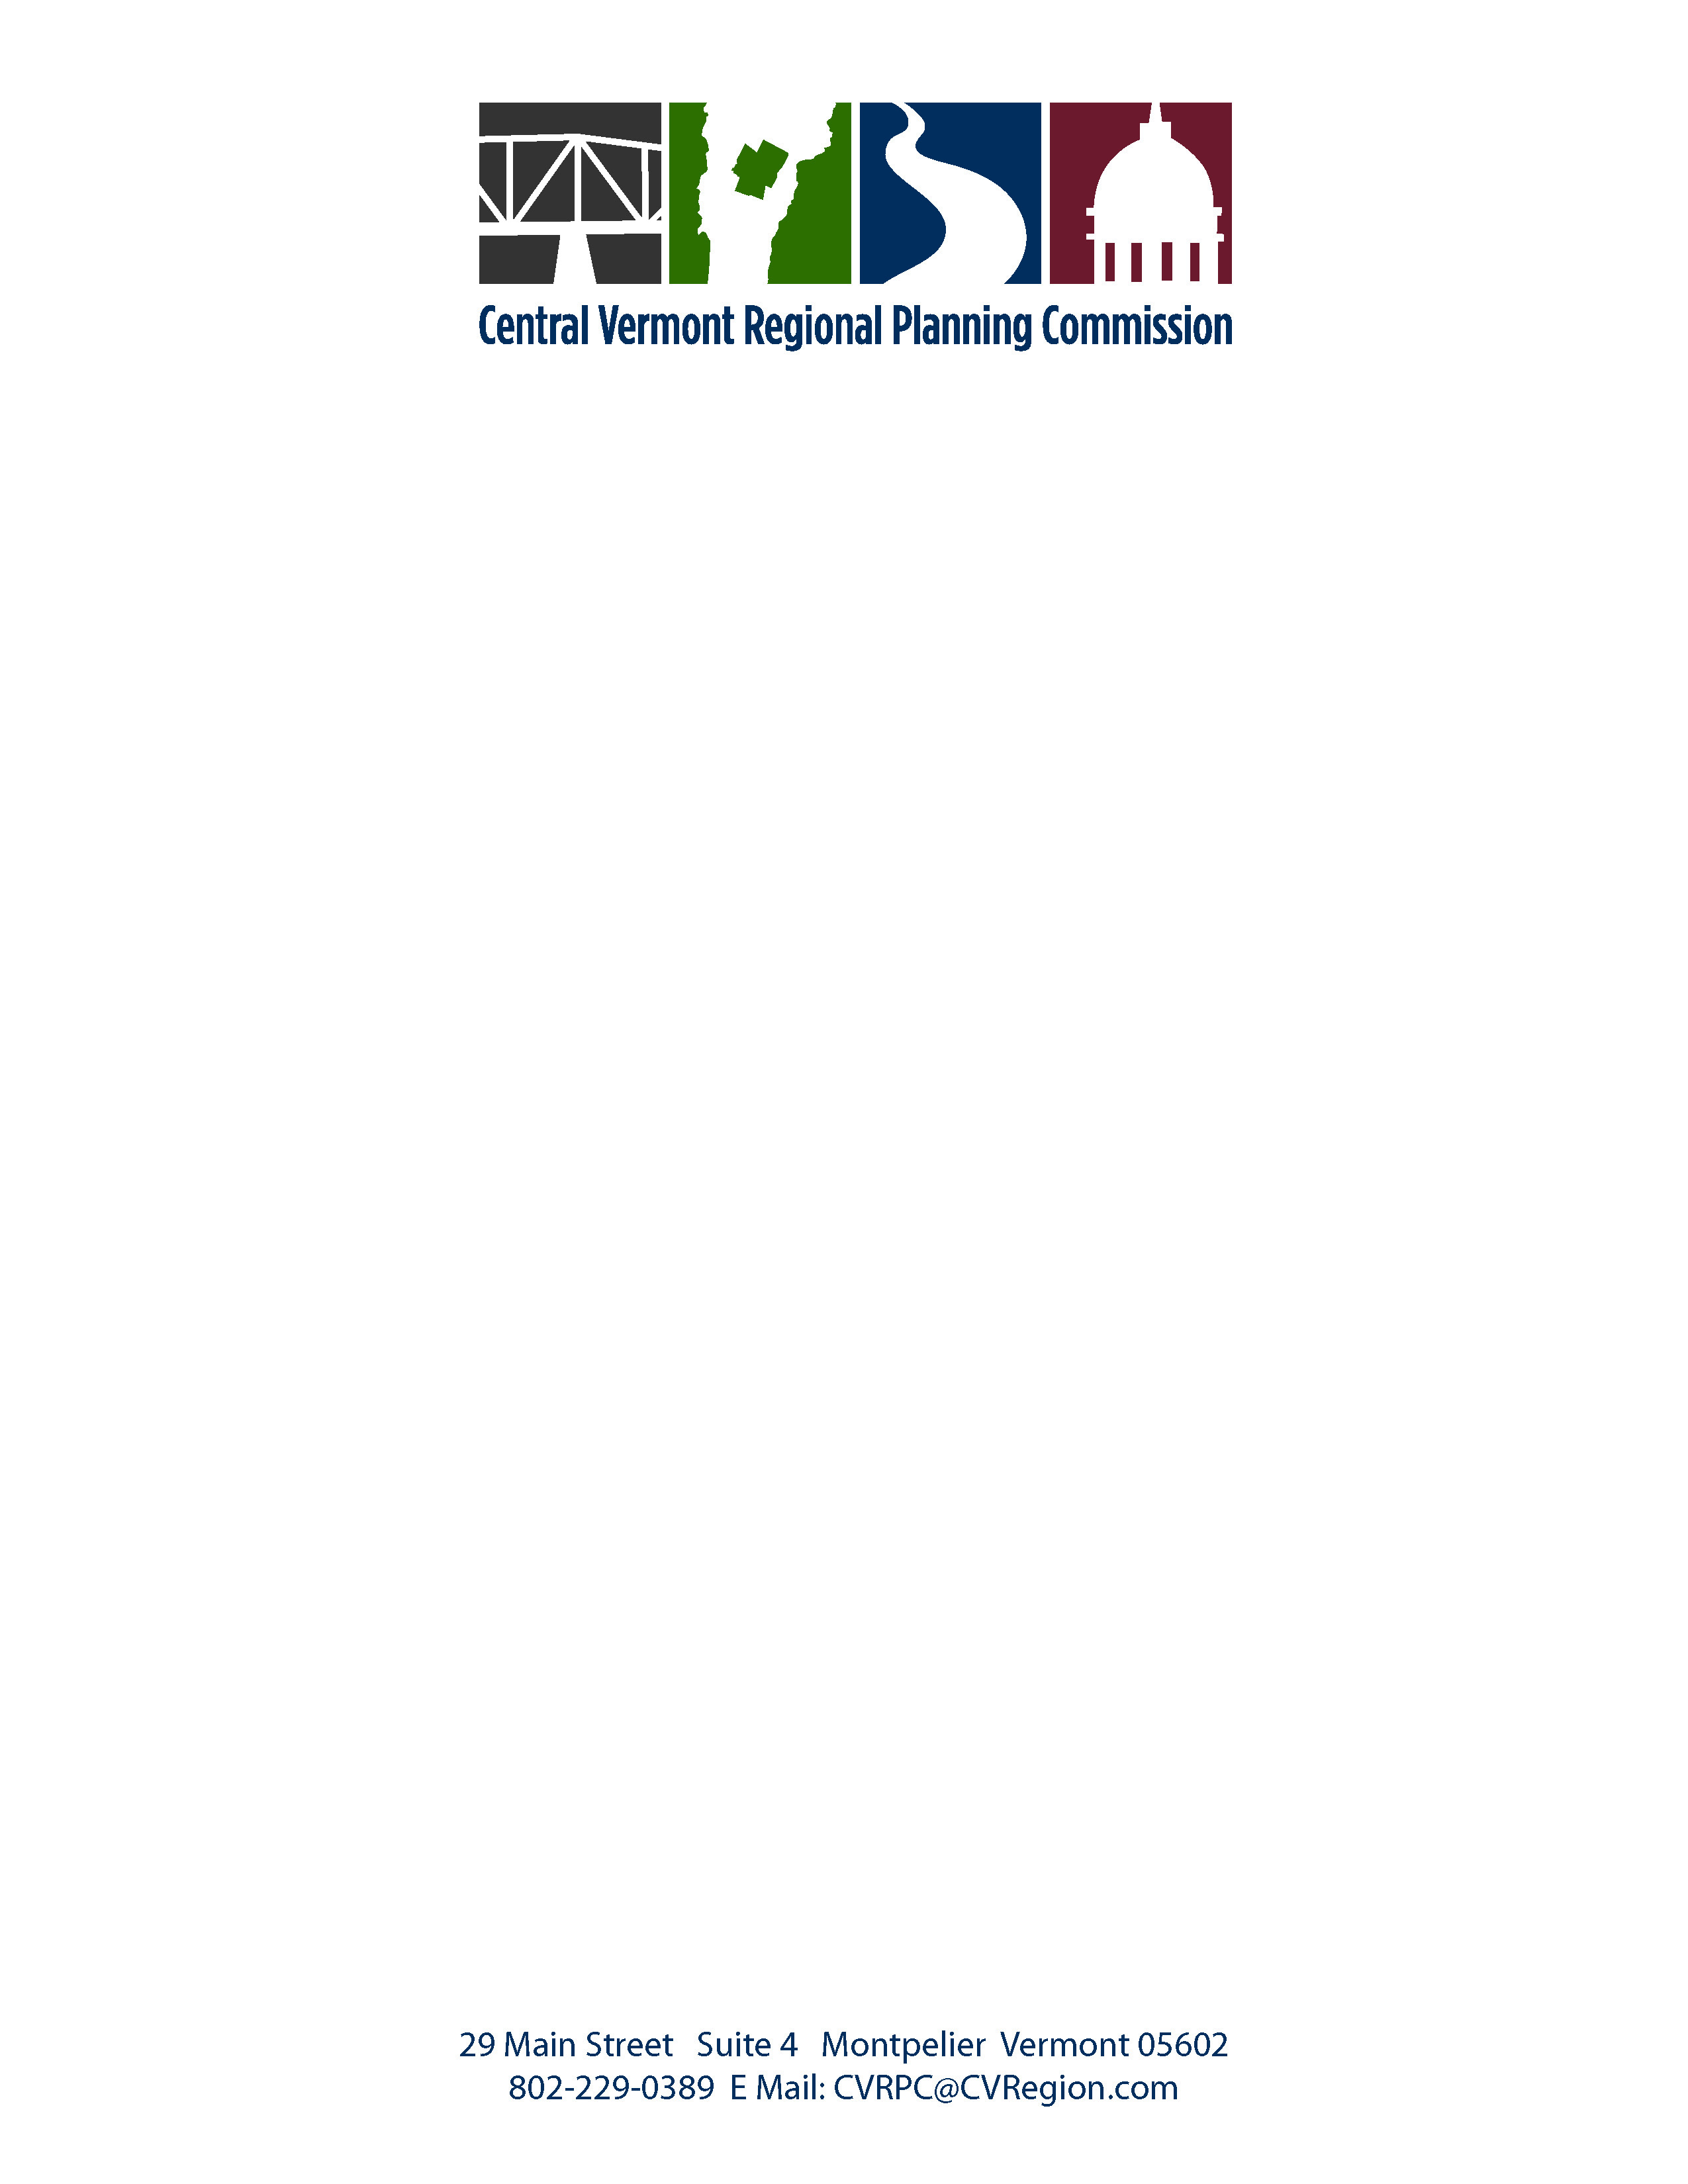 Central Vermont Regional Planning Commission
29 Main Street Suite 4 Montpelier Vermont 05602
802-229-0389 E Mail: CVRPC@CVRegion.com